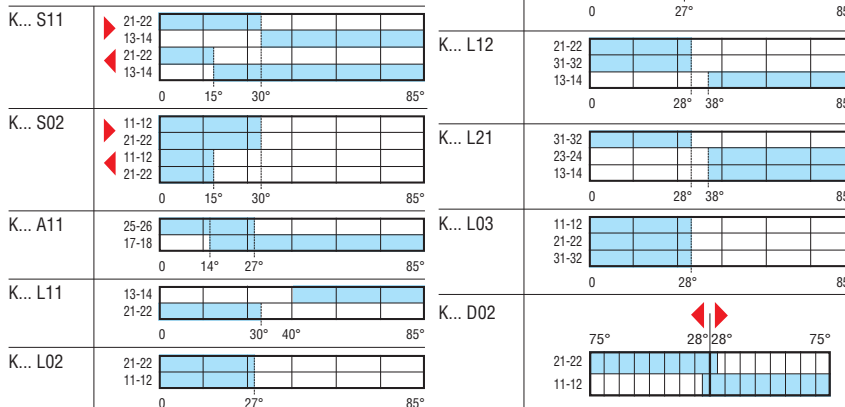 K... S11
21-22
13-14
21-22
13-14
0 15° 30° 85°
K... S02
11-12
21-22
11-12
21-22
0 15° 30° 85°
K... A11
25-26
17-18
0 14° 27° 85°
K... L11
13-14
21-22
0 30° 40° 85°
K... L02
21-22
11-12
0 27° 85°
0 27° 85
K... L12
21-22
31-32
13-14
0 28° 38° 85
K... L21
31-32
23-24
13-14
0 28° 38° 85
K... L03
11-12
21-22
31-32
0 28° 85
K... D02
75° 28° 28° 75°
21-22
11-12